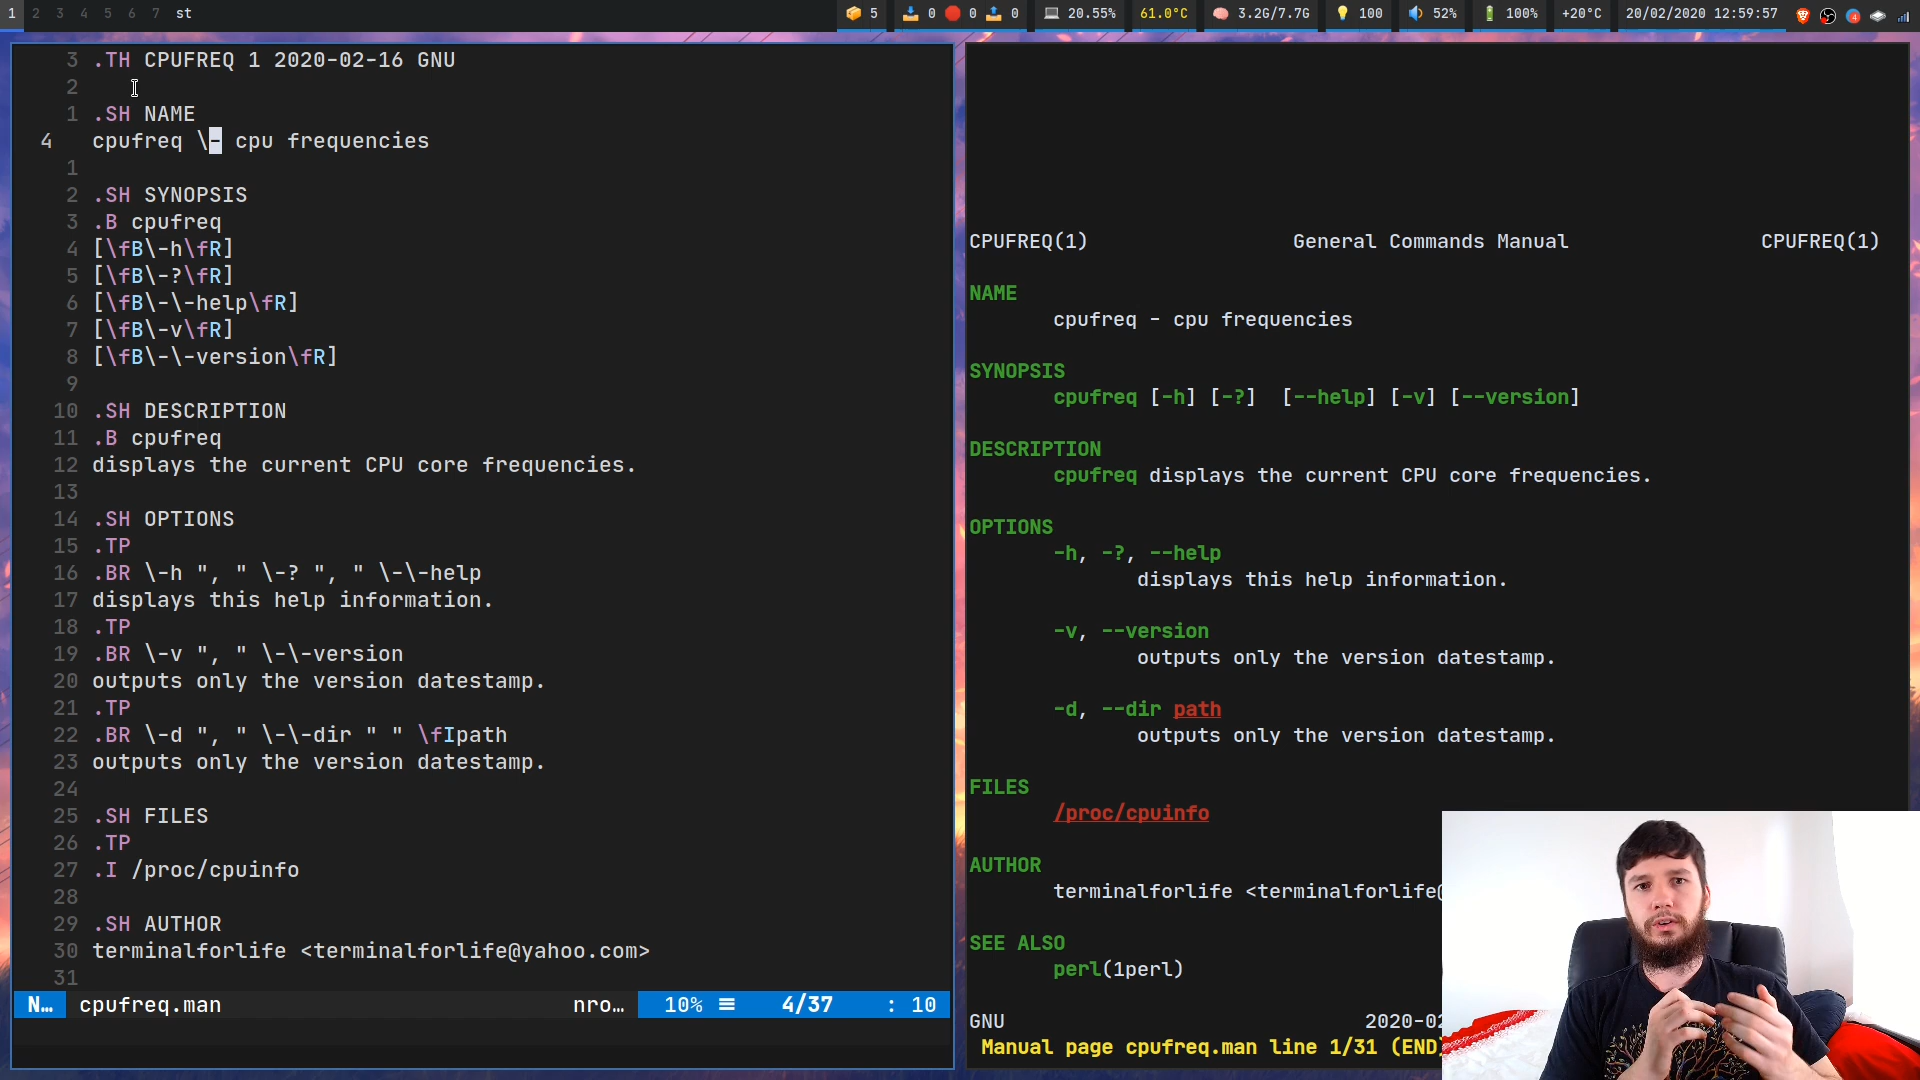 1 2 3 4 5 6 7 st
5 0 0 0 20.55% 61.0°C 3.2G/7.7G 100 52% 100% +20°C 20/02/2020 12:59:57
3 .TH CPUFREQ 1 2020-02-16 GNU
2
1 .SH NAME
4 cpufreq \- cpu frequencies
1
2 .SH SYNOPSIS
3 .B cpufreq
4 [\fB\-h\fR]
5 [\fB\-?\fR]
6 [\fB\-\-help\fR]
7 [\fB\-v\fR]
8 [\fB\-\-version\fR]
9
10 .SH DESCRIPTION
11 .B cpufreq
12 displays the current CPU core frequencies.
13
14 .SH OPTIONS
15 .TP
16 .BR \-h ", " \-? ", " \-\-help
17 displays this help information.
18 .TP
19 .BR \-v ", " \-\-version
20 outputs only the version datestamp.
21 .TP
22 .BR \-d ", " \-\-dir " " \fIpath
23 outputs only the version datestamp.
24
25 .SH FILES
26 .TP
27 .I /proc/cpuinfo
28
29 .SH AUTHOR
30 terminalforlife <terminalforlife@yahoo.com>
31
N… cpufreq.man nro… 10% ≡ 4/37 : 10
CPUFREQ(1) General Commands Manual CPUFREQ(1)
NAME
cpufreq - cpu frequencies
SYNOPSIS
cpufreq [-h] [-?] [--help] [-v] [--version]
DESCRIPTION
cpufreq displays the current CPU core frequencies.
OPTIONS
-h, -?, --help
displays this help information.
-v, --version
outputs only the version datestamp.
-d, --dir path
outputs only the version datestamp.
FILES
/proc/cpuinfo
AUTHOR
terminalforlife <terminalforlife@
SEE ALSO
perl(1perl)
GNU 2020-02
Manual page cpufreq.man line 1/31 (END)